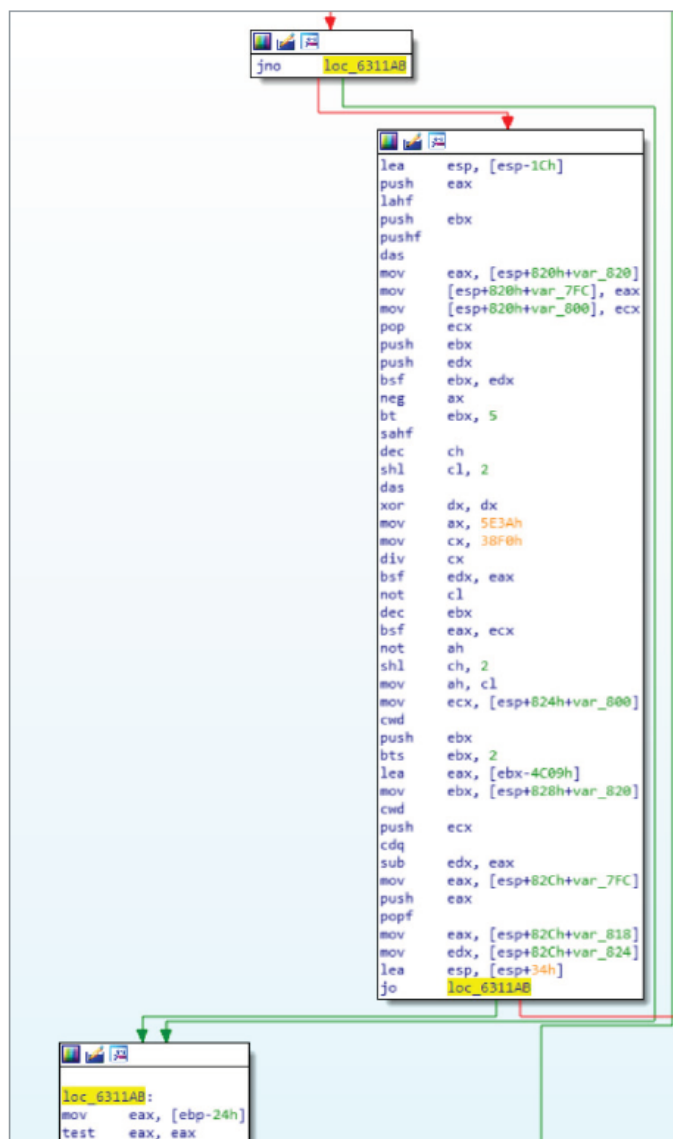 jno loc_6311AB
lea esp, [esp-1Ch]
push eax
lahf
push ebx
pushf
das
mov eax, [esp+820h+var_820]
mov [esp+820h+var_7FC], eax
mov [esp+820h+var_800], ecx
pop ecx
push ebx
push edx
bsf ebx, edx
neg ax
bt ebx, 5
sahf
dec ch
shl cl, 2
das
xor dx, dx
mov ax, 5E3Ah
mov cx, 38F0h
div cx
bsf edx, eax
not cl
dec ebx
bsf eax, ecx
not ah
shl ch, 2
mov ah, cl
mov ecx, [esp+824h+var_800]
cwd
push ebx
bts ebx, 2
lea eax, [ebx-4C09h]
mov ebx, [esp+828h+var_820]
cwd
push ecx
cdq
sub edx, eax
mov eax, [esp+82Ch+var_7FC]
push eax
popf
mov eax, [esp+82Ch+var_818]
mov edx, [esp+82Ch+var_824]
lea esp, [esp+34h]
jo loc_6311AB
loc_6311AB:
mov eax, [ebp-24h]
test eax, eax